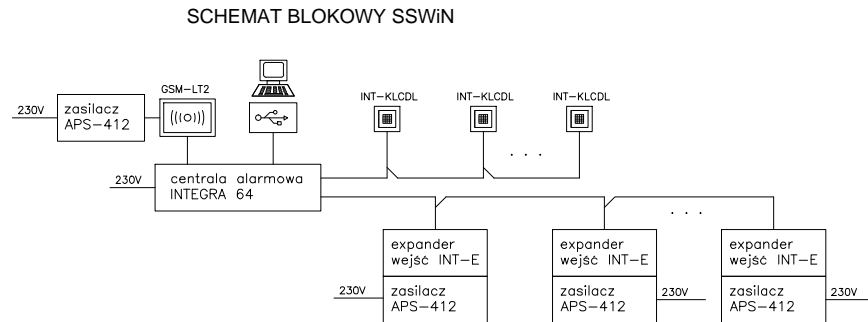 SCHEMAT BLOKOWY SSWiN
GSM-LT2
INT-KLCDL
INT-KLCDL
INT-KLCDL
230V
zasilacz
APS-412
((ıoı))
. . .
230V
centrala alarmowa
INTEGRA 64
. . .
expander
wejść INT-E
expander
wejść INT-E
expander
wejść INT-E
230V
zasilacz
APS-412
zasilacz
APS-412
230V
zasilacz
APS-412
230V